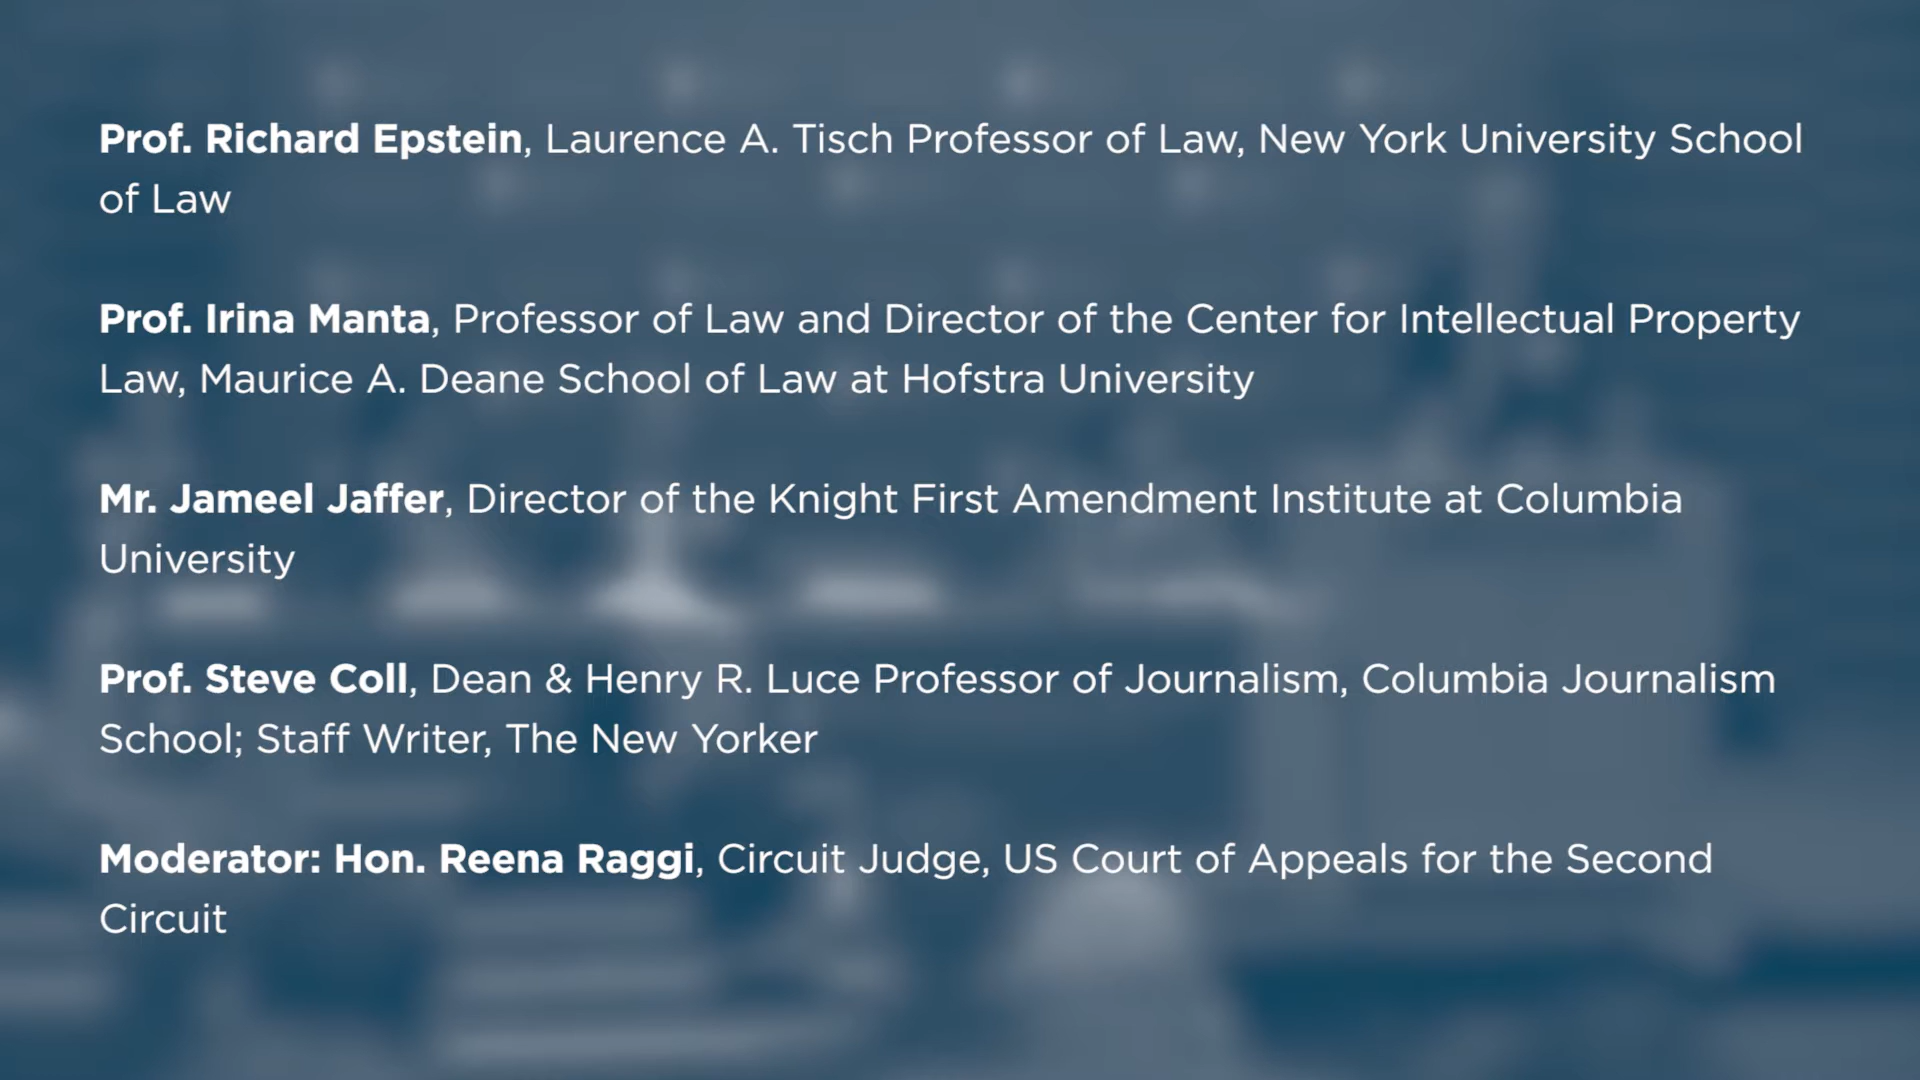 Prof. Richard Epstein, Laurence A. Tisch Professor of Law, New York University School
of Law
Prof. Irina Manta, Professor of Law and Director of the Center for Intellectual Property
Law, Maurice A. Deane School of Law at Hofstra University
Mr. Jameel Jaffer, Director of the Knight First Amendment Institute at Columbia
University
Prof. Steve Coll, Dean & Henry R. Luce Professor of Journalism, Columbia Journalism
School; Staff Writer, The New Yorker
Moderator: Hon. Reena Raggi, Circuit Judge, US Court of Appeals for the Second
Circuit